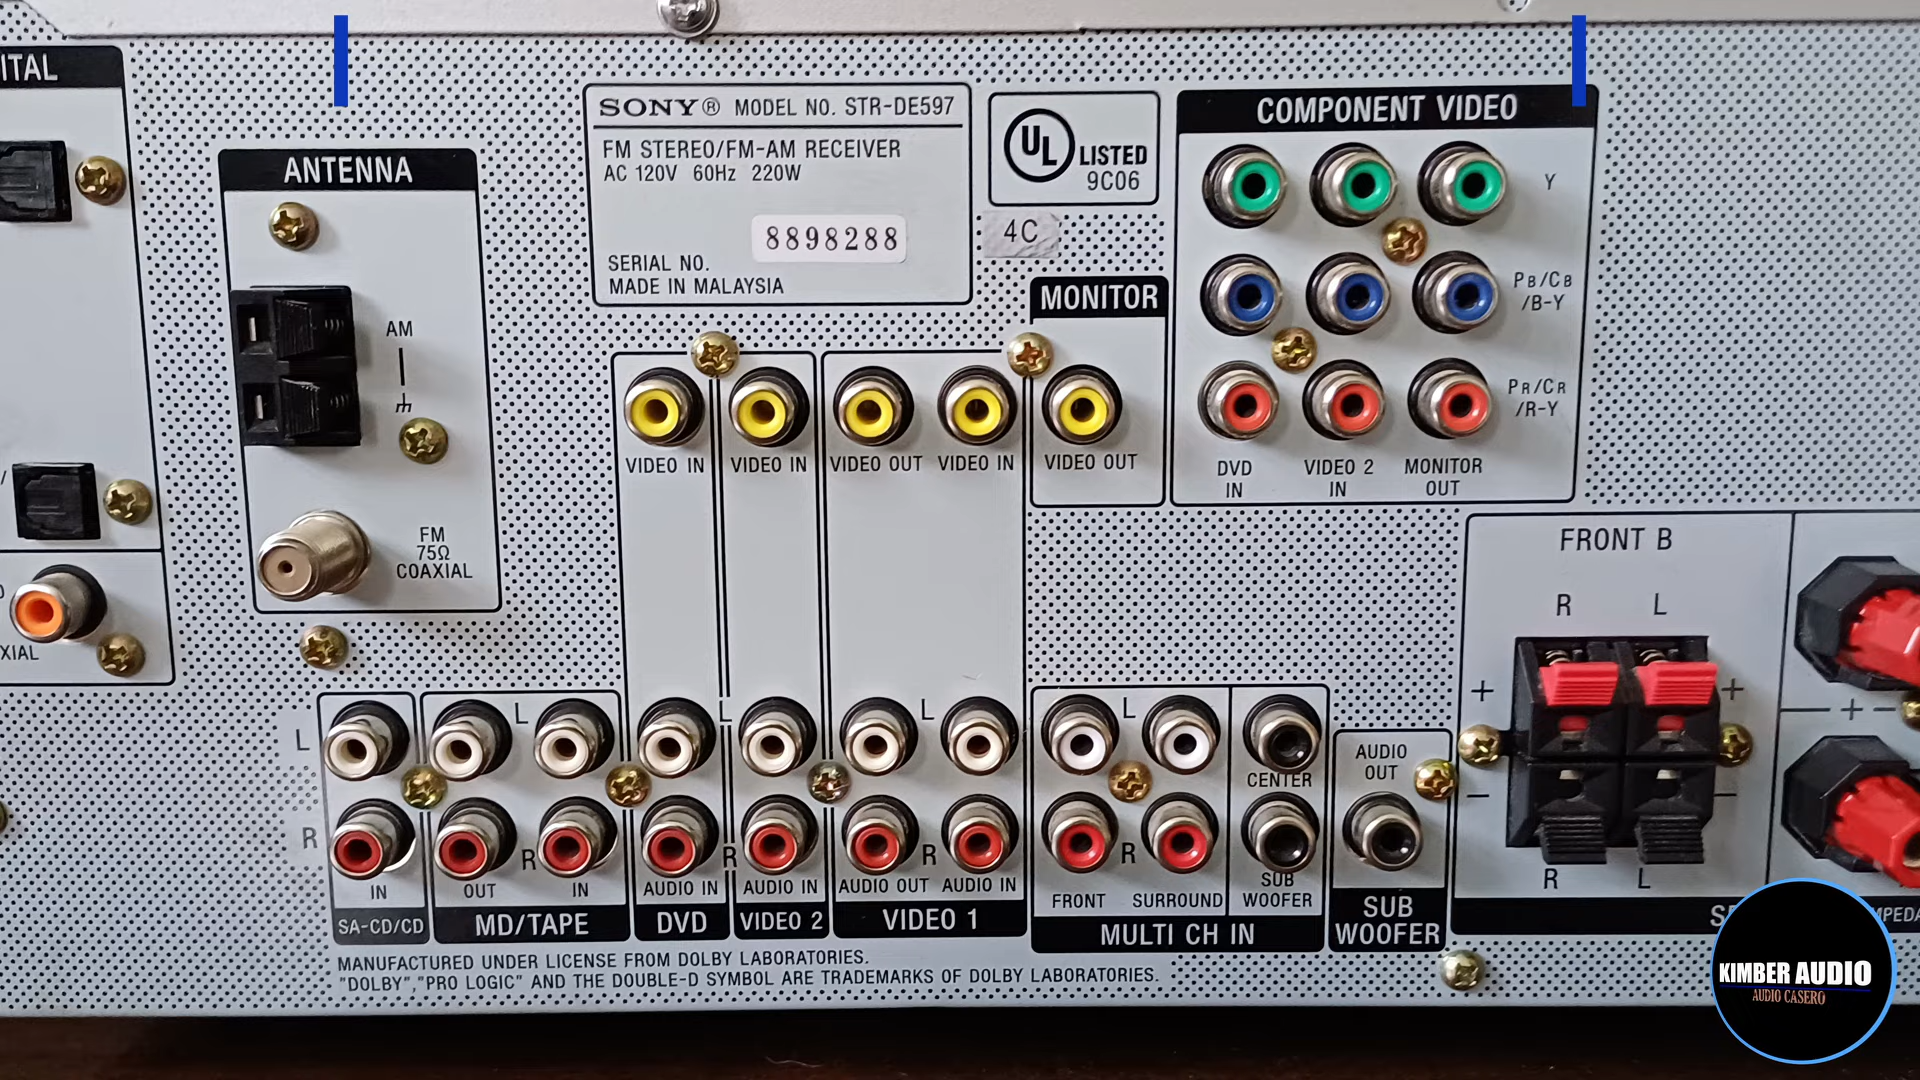 ITAL
ANTENNA
AM
FM
75Ω
COAXIAL
XIAL
SONY® MODEL NO. STR-DE597
FM STEREO/FM-AM RECEIVER
AC 120V 60Hz 220W
8898288
SERIAL NO.
MADE IN MALAYSIA
UL LISTED
9C06
4C
MONITOR
VIDEO OUT
COMPONENT VIDEO
Y
PB/CB
/B-Y
PR/CR
/R-Y
DVD
IN
VIDEO 2
IN
MONITOR
OUT
VIDEO IN
VIDEO IN
VIDEO OUT
VIDEO IN
FRONT B
R L
+ +
- -
R L
— + —
L L L L L
R R R R R
IN
OUT
IN
AUDIO IN
AUDIO IN
AUDIO OUT
AUDIO IN
FRONT
SURROUND
CENTER
SUB
WOOFER
AUDIO
OUT
SA-CD/CD
MD/TAPE
DVD
VIDEO 2
VIDEO 1
MULTI CH IN
SUB
WOOFER
MANUFACTURED UNDER LICENSE FROM DOLBY LABORATORIES.
"DOLBY", "PRO LOGIC" AND THE DOUBLE-D SYMBOL ARE TRADEMARKS OF DOLBY LABORATORIES.
KIMBER AUDIO
AUDIO CASERO